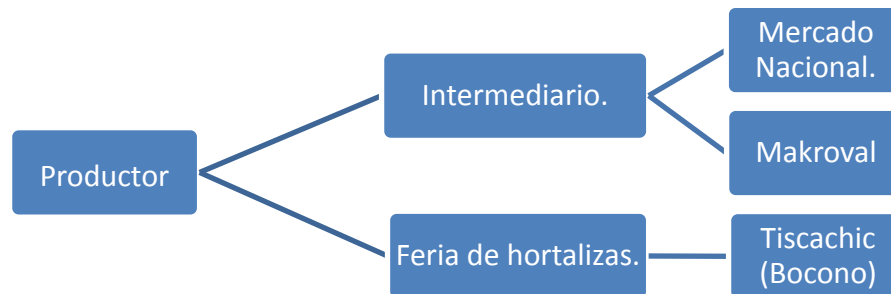 Productor
Intermediario.
Mercado
Nacional.
Makroval
Feria de hortalizas.
Tiscachic
(Bocono)